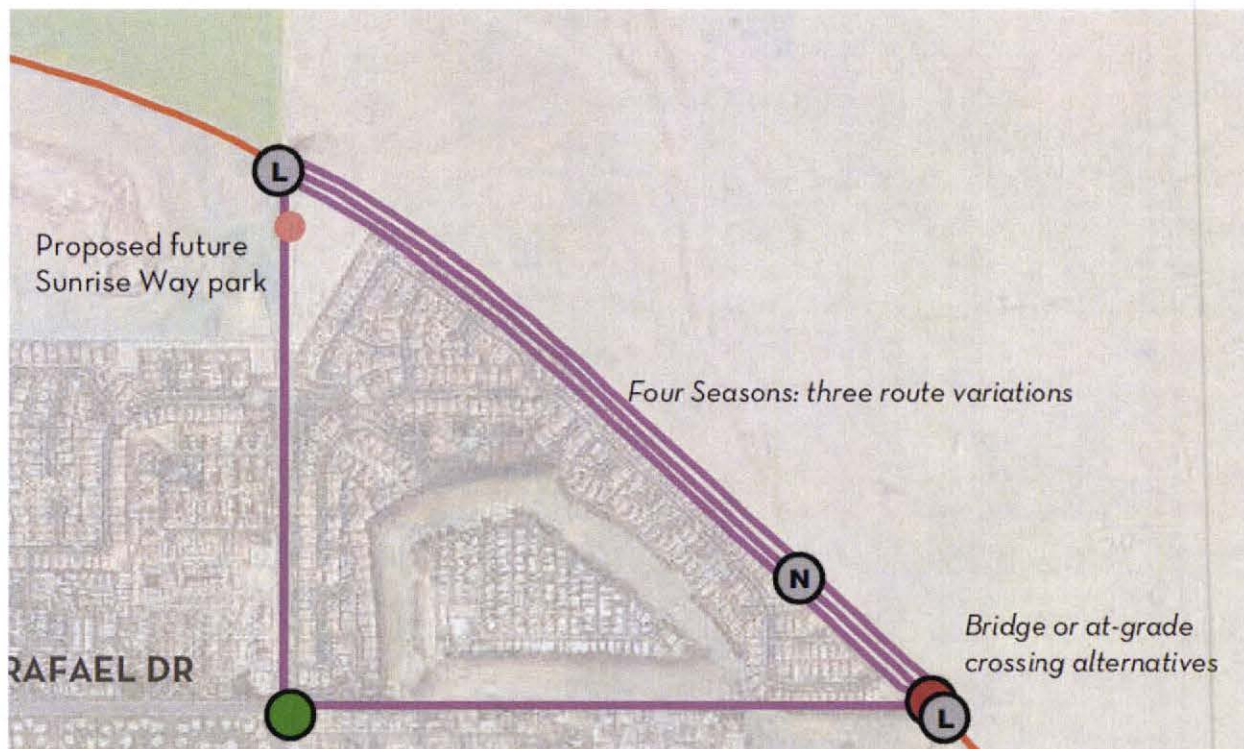 L
Proposed future
Sunrise Way park
Four Seasons: three route variations
N
Bridge or at-grade
crossing alternatives
RAFAEL DR
L